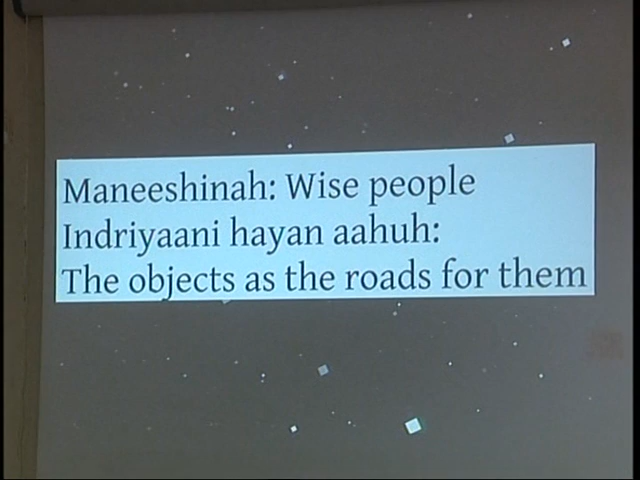 Maneeshinah: Wise people
Indriyaani hayan aahuh:
The objects as the roads for them